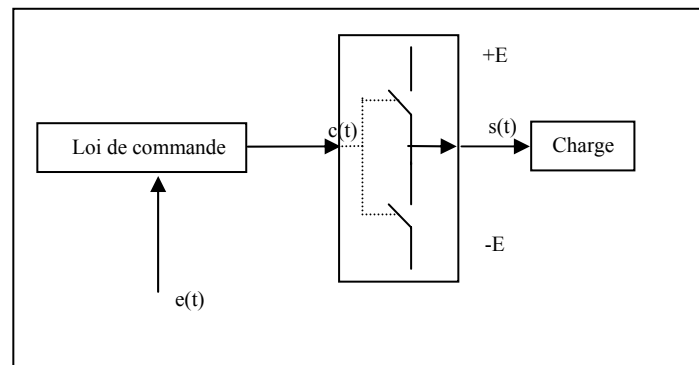 +E
c(t)
s(t)
Loi de commande
Charge
-E
e(t)